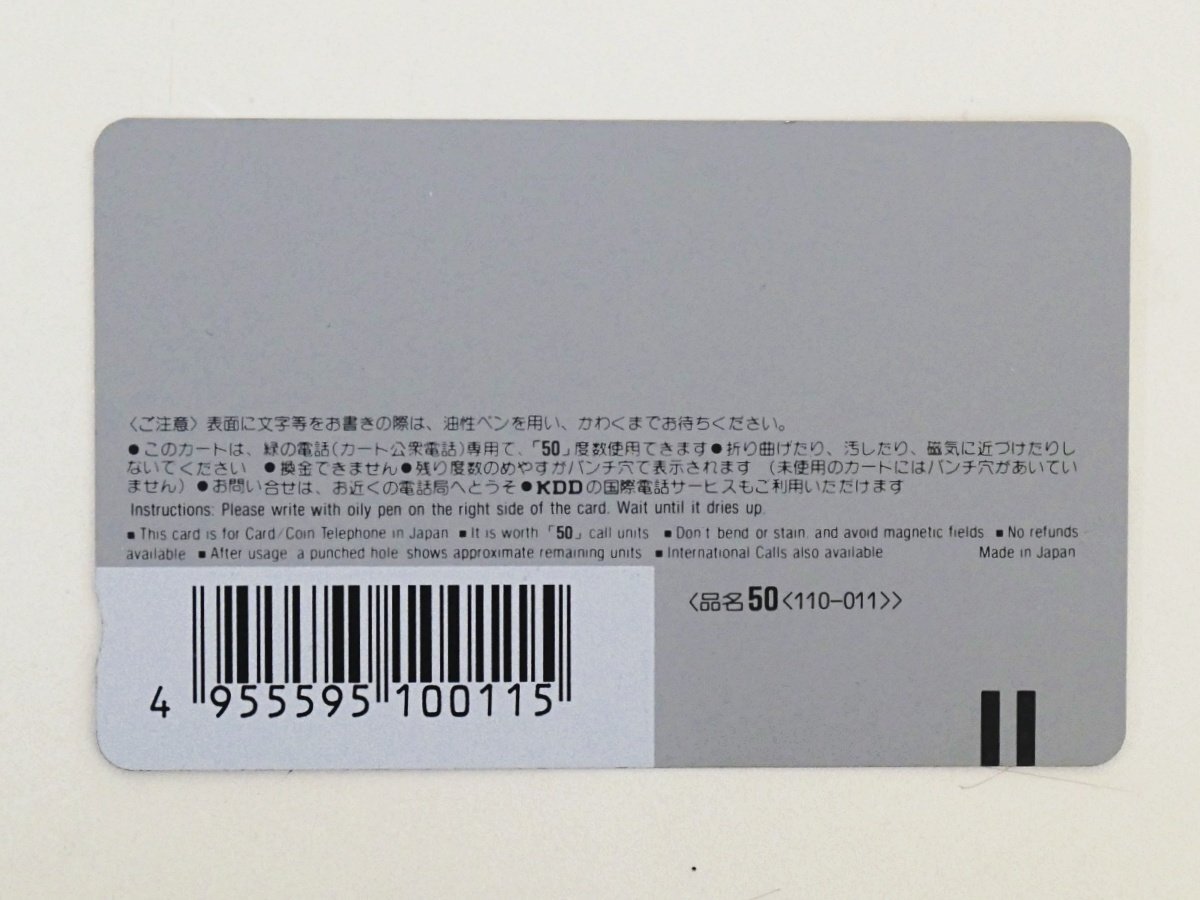 〈ご注意〉表面に文字等をお書きの際は、油性ペンを用い、かわくまでお待ちください。
●このカードは、緑の電話(カード公衆電話)専用で、「50」度数使用できます●折り曲げたり、汚したり、磁気に近づけたりし
ないでください ●換金できません●残り度数のめやすがパンチ穴で表示されます (未使用のカードにはパンチ穴があいてい
ません) ●お問い合せは、お近くの電話局へどうぞ●KDDの国際電話サービスもご利用いただけます
Instructions: Please write with oily pen on the right side of the card. Wait until it dries up.
■ This card is for Card/Coin Telephone in Japan ■ It is worth「50」call units ■ Don't bend or stain, and avoid magnetic fields ■ No refunds
available ■ After usage a punched hole shows approximate remaining units ■ International Calls also available Made in Japan
〈品名50〈110-011〉〉
4 955595 100115